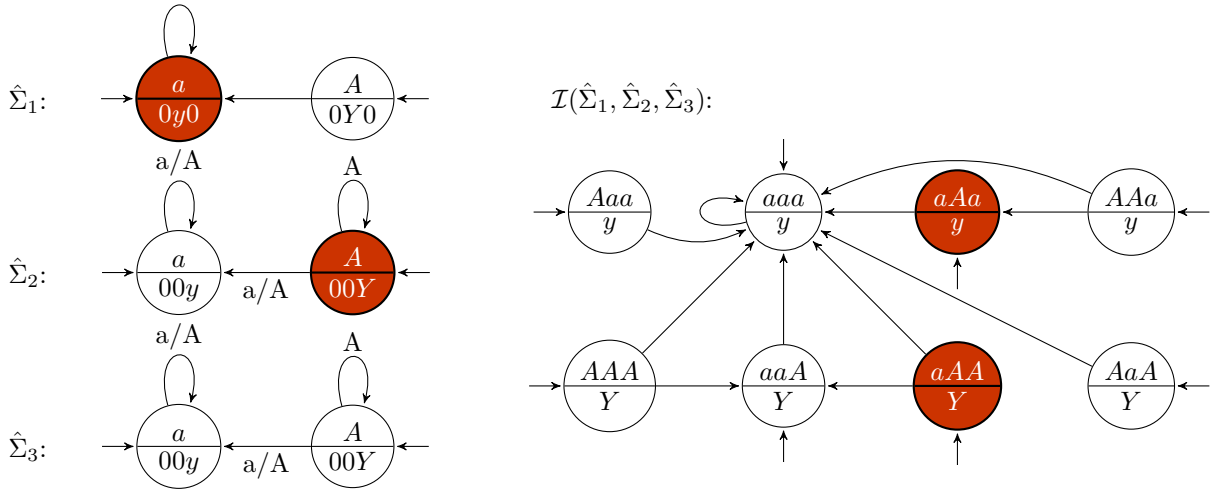 Σ̂₁:
a
0y0
A
0Y0
a/A
A
Σ̂₂:
a
00y
a/A
A
00Y
a/A
A
Σ̂₃:
a
00y
a/A
A
00Y
𝓘(Σ̂₁, Σ̂₂, Σ̂₃):
Aaa
y
aaa
y
aAa
y
AAa
y
AAA
Y
aaA
Y
aAA
Y
AaA
Y